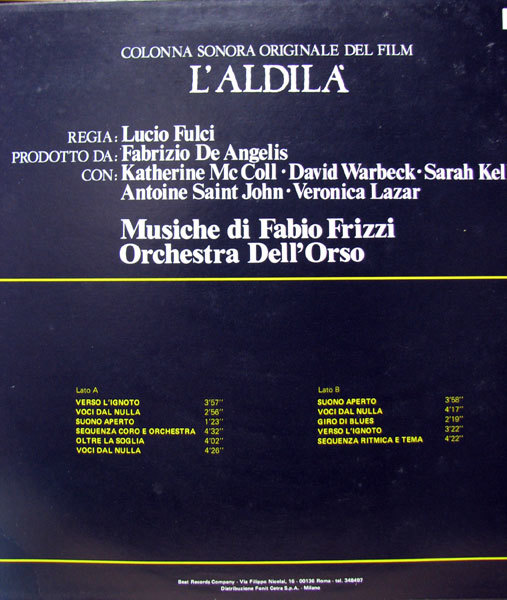 COLONNA SONORA ORIGINALE DEL FILM
L'ALDILÀ
REGIA: Lucio Fulci
PRODOTTO DA: Fabrizio De Angelis
CON: Katherine Mc Coll · David Warbeck · Sarah Kel
Antoine Saint John · Veronica Lazar
Musiche di Fabio Frizzi
Orchestra Dell'Orso
Lato A
VERSO L'IGNOTO 3'57"
VOCI DAL NULLA 2'56"
SUONO APERTO 1'23"
SEQUENZA CORO E ORCHESTRA 4'32"
OLTRE LA SOGLIA 4'02"
VOCI DAL NULLA 4'26"
Lato B
SUONO APERTO 3'58"
VOCI DAL NULLA 4'17"
GIRO DI BLUES 2'19"
VERSO L'IGNOTO 3'22"
SEQUENZA RITMICA E TEMA 4'22"
Beat Records Company - Via Filippo Nicolai, 16 - 00136 Roma - tel. 348497
Distribuzione Fonit Cetra S.p.A. - Milano